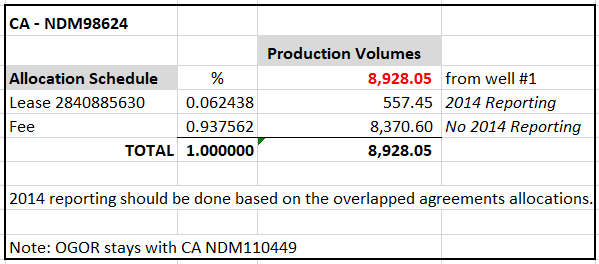 CA - NDM98624
Production Volumes
Allocation Schedule % 8,928.05 from well #1
Lease 2840885630 0.062438 557.45 2014 Reporting
Fee 0.937562 8,370.60 No 2014 Reporting
TOTAL 1.000000 8,928.05
2014 reporting should be done based on the overlapped agreements allocations.
Note: OGOR stays with CA NDM110449